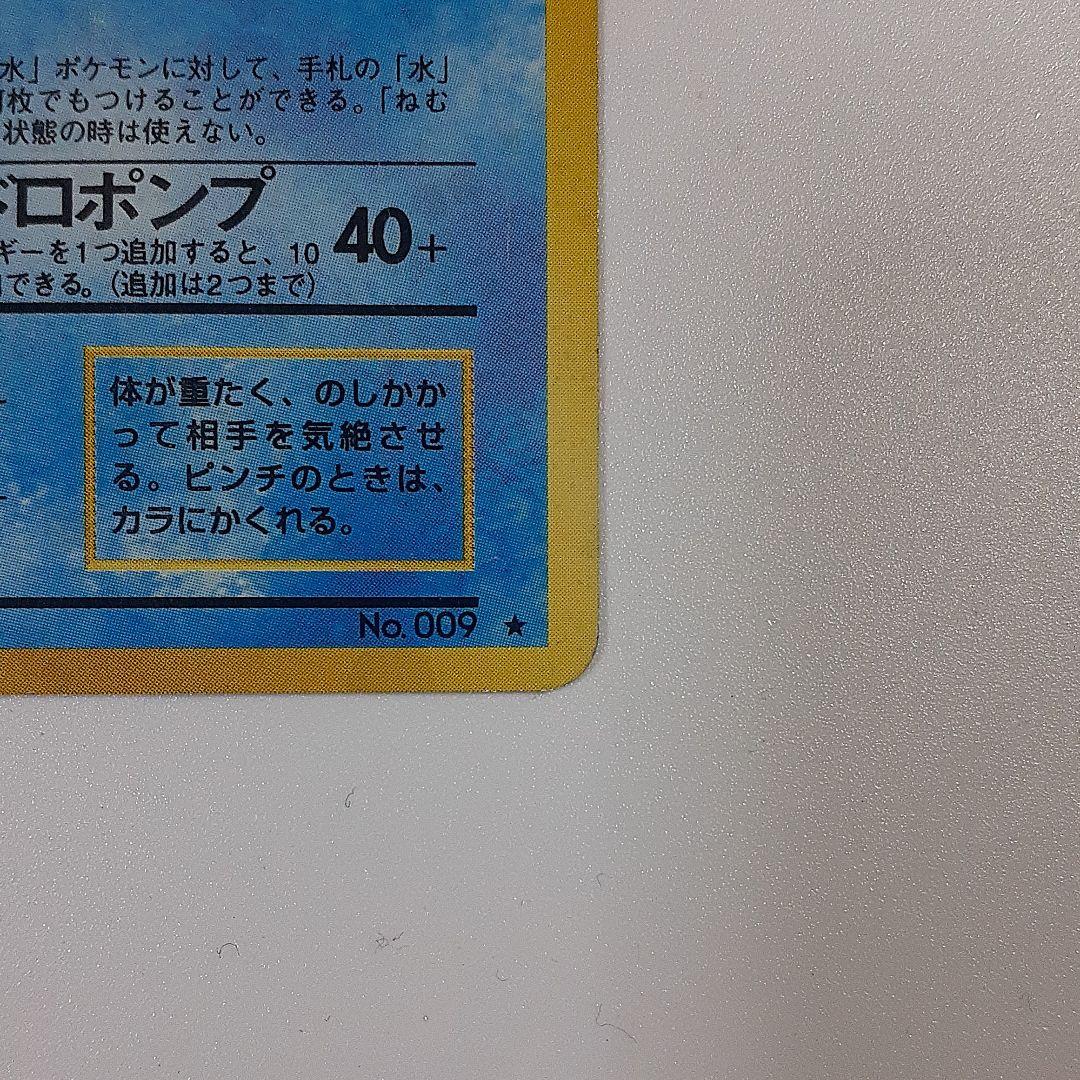 水」ポケモンに対して、手札の「水」
枚でもつけることができる。「ねむ
状態の時は使えない。
ドロポンプ 40+
ギーを1つ追加すると、10
できる。(追加は2つまで)
体が重たく、のしかか
って相手を気絶させ
る。ピンチのときは、
カラにかくれる。
No. 009 ★